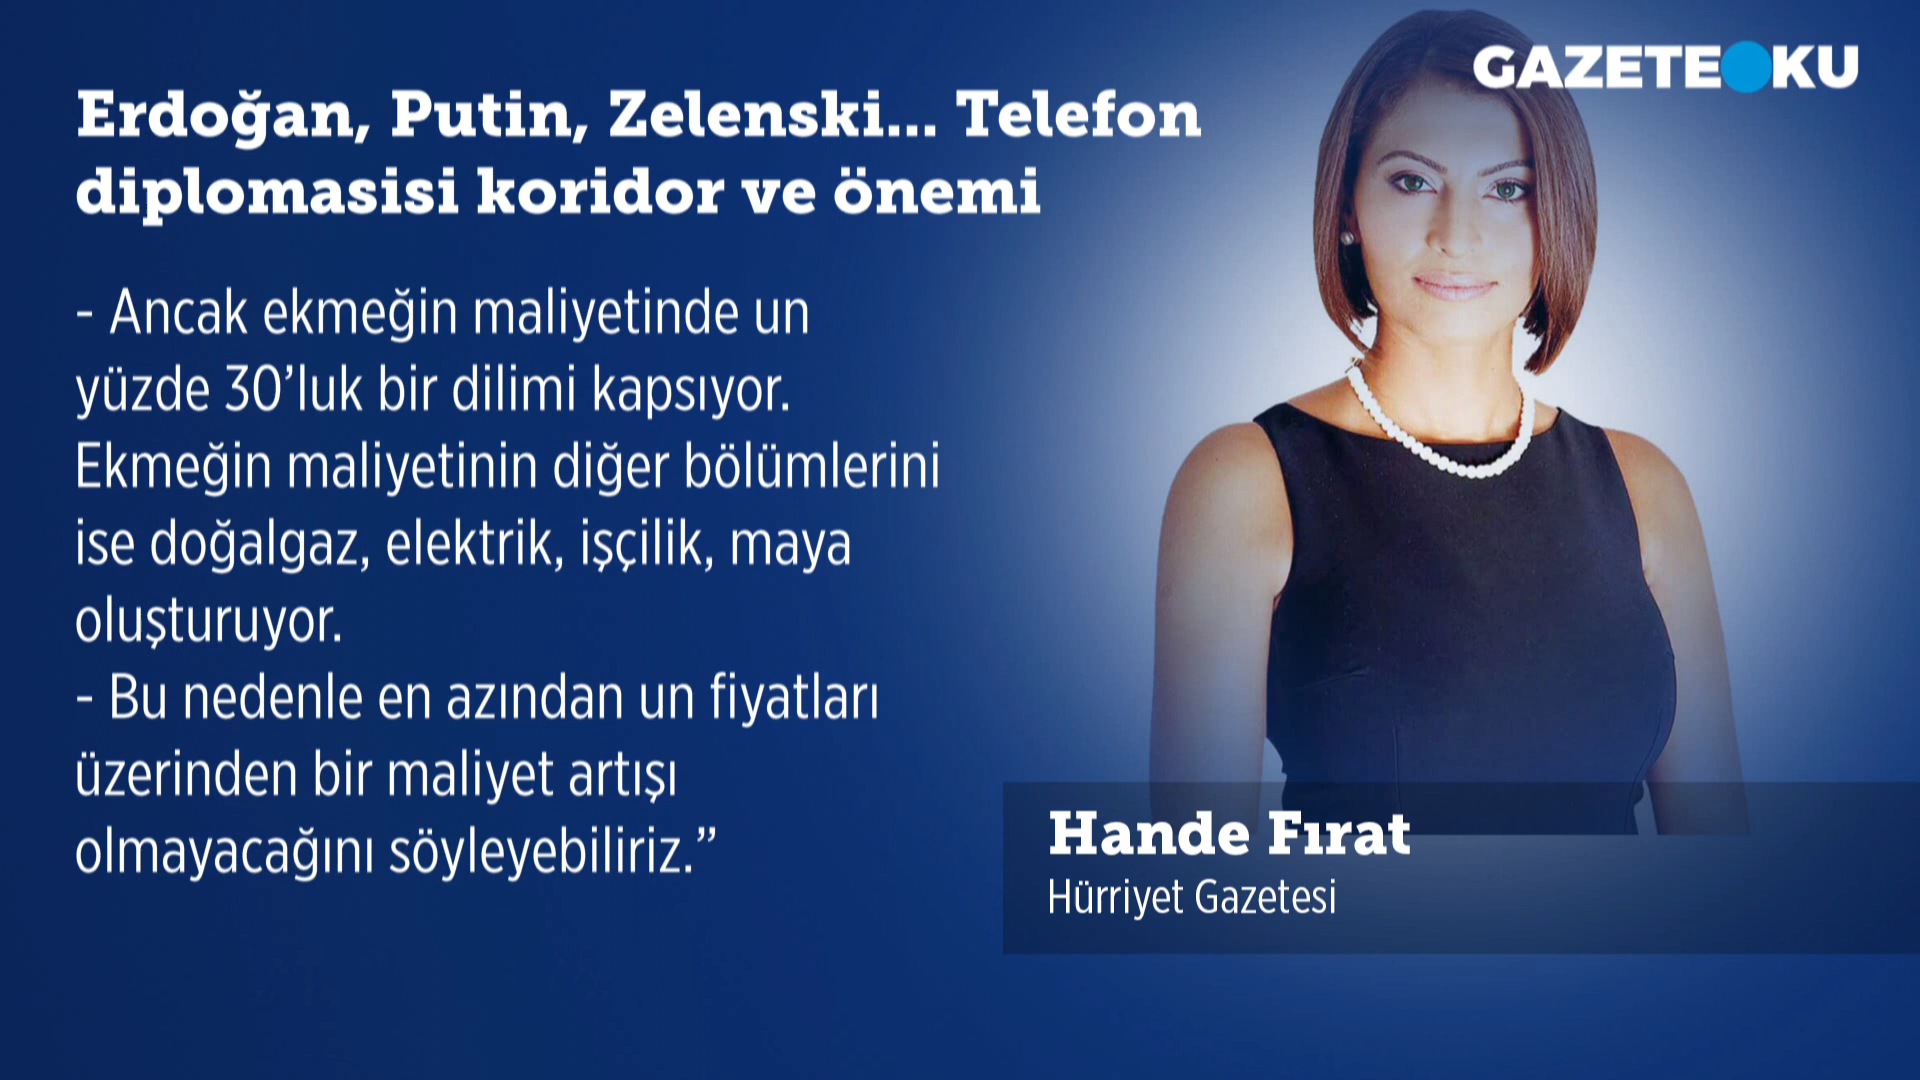 GAZETE KU
Erdoğan, Putin, Zelenski... Telefon
diplomasisi koridor ve önemi
- Ancak ekmeğin maliyetinde un
yüzde 30’luk bir dilimi kapsıyor.
Ekmeğin maliyetinin diğer bölümlerini
ise doğalgaz, elektrik, işçilik, maya
oluşturuyor.
- Bu nedenle en azından un fiyatları
üzerinden bir maliyet artışı
olmayacağını söyleyebiliriz.”
Hande Fırat
Hürriyet Gazetesi